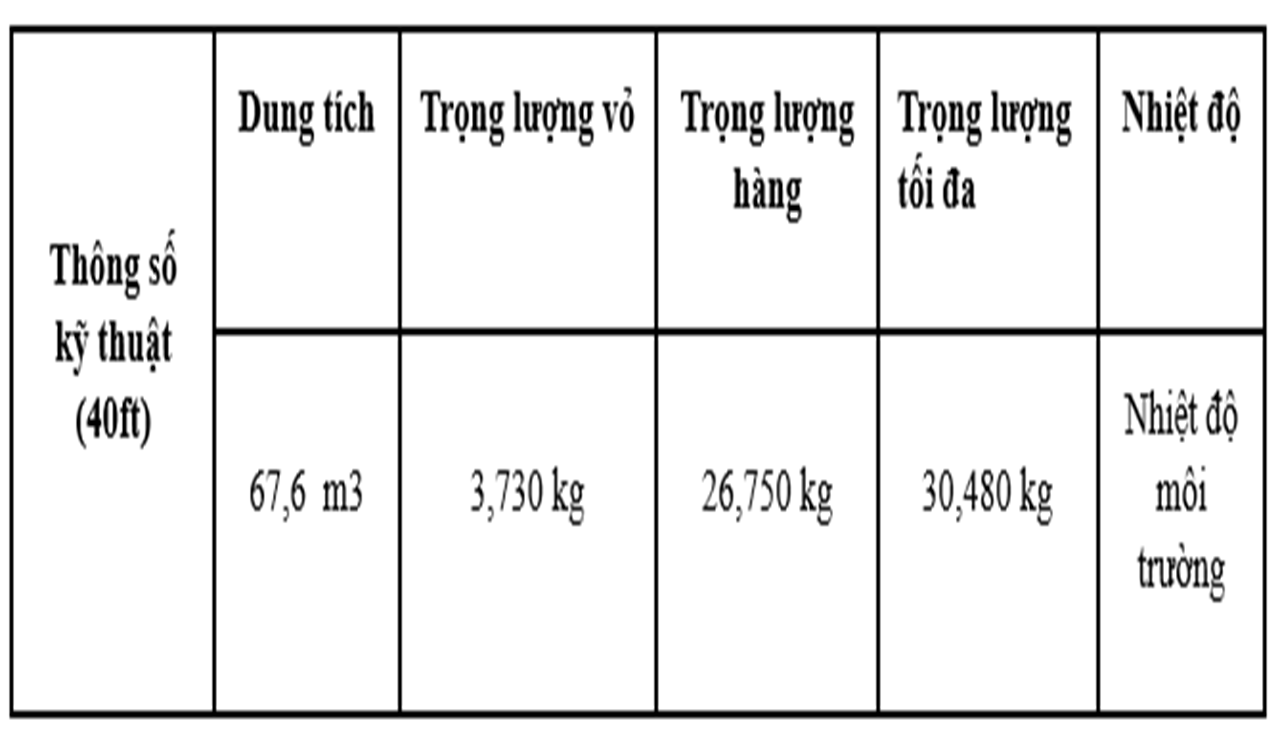 Thông số
kỹ thuật
(40ft)
Dung tích
Trọng lượng vỏ
Trọng lượng
hàng
Trọng lượng
tối đa
Nhiệt độ
67,6 m3
3,730 kg
26,750 kg
30,480 kg
Nhiệt độ
môi
trường